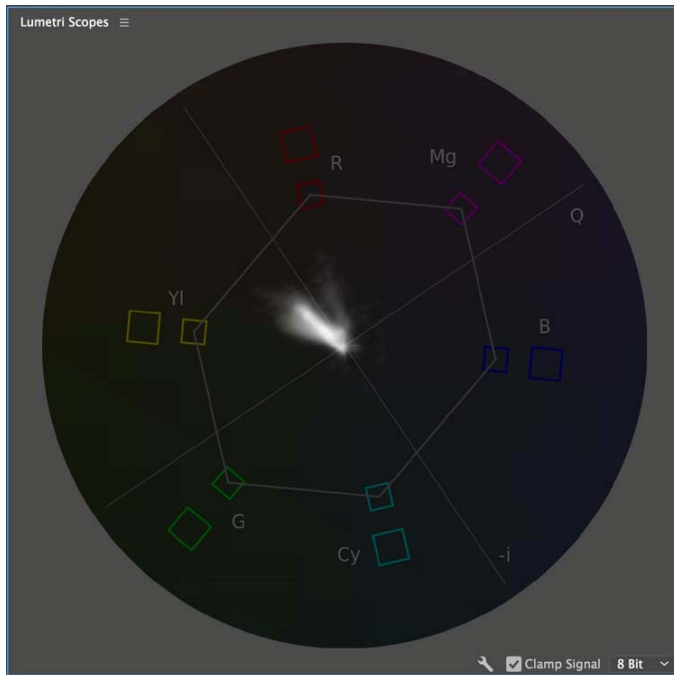 Lumetri Scopes
R
Mg
Q
Yl
B
G
Cy
-i
Clamp Signal 8 Bit